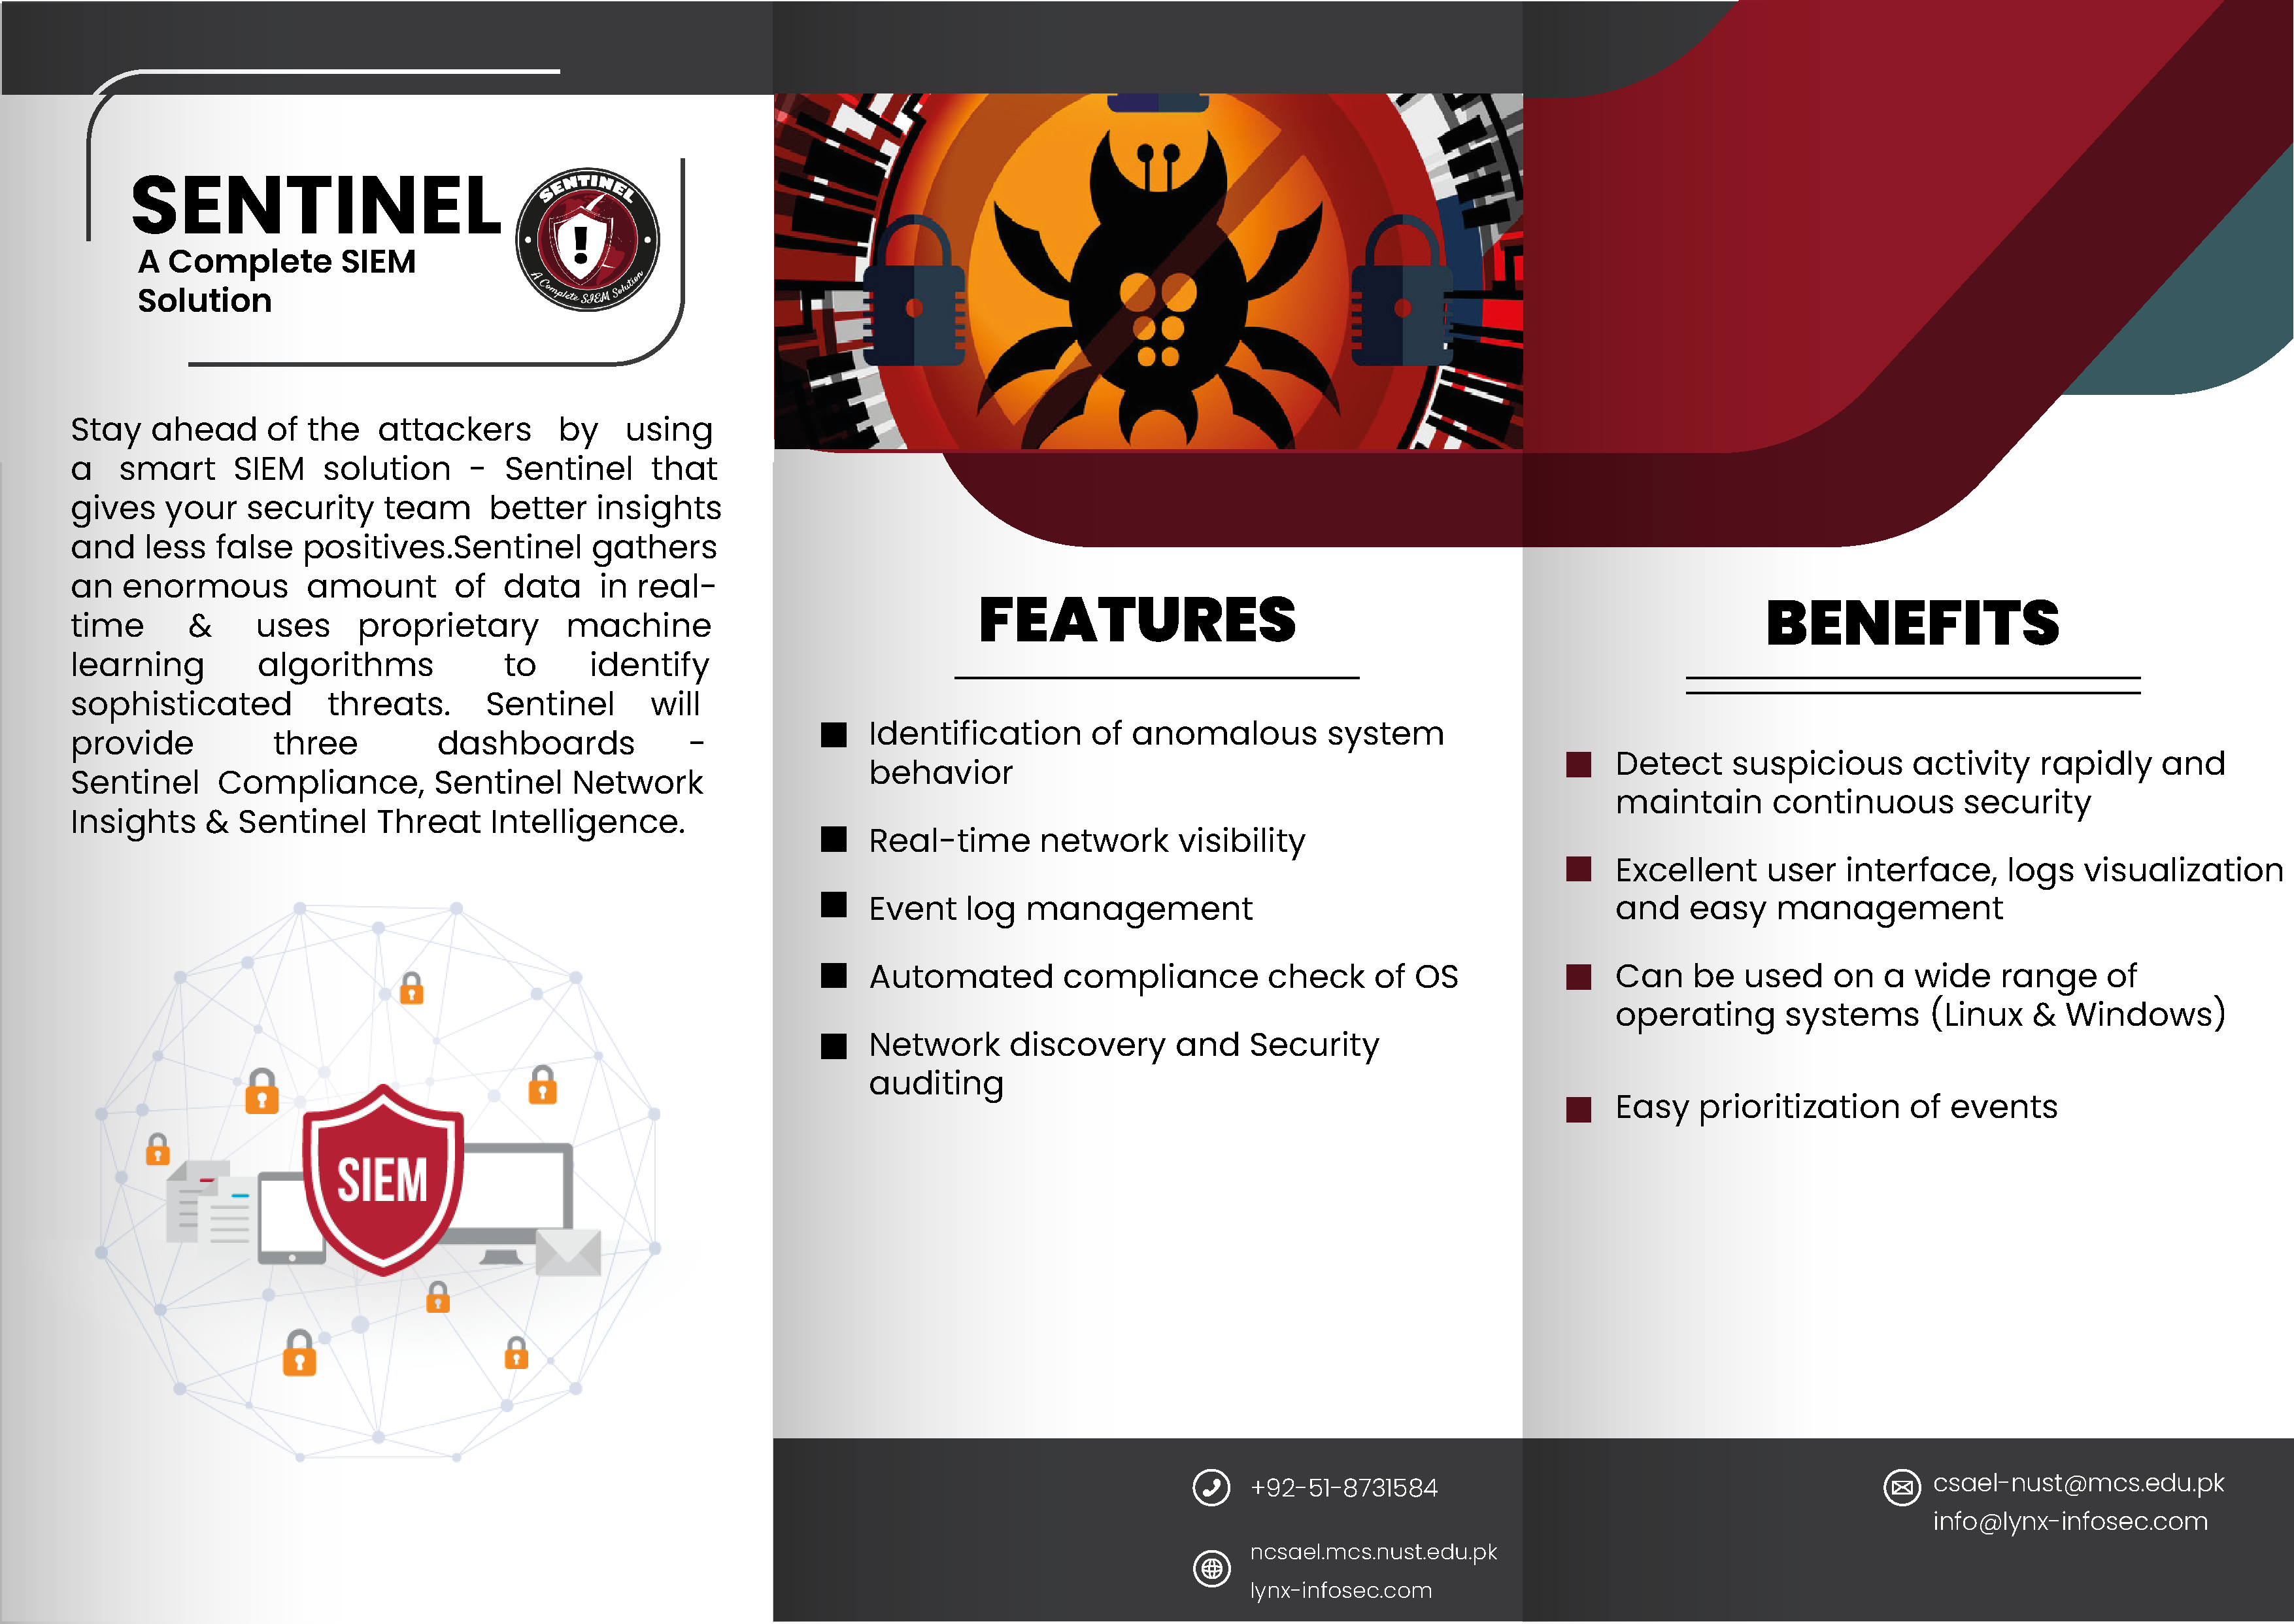 SENTINEL
A Complete SIEM
Solution
SENTINEL
A Complete SIEM Solution
Stay ahead of the attackers by using
a smart SIEM solution - Sentinel that
gives your security team better insights
and less false positives.Sentinel gathers
an enormous amount of data in real-
time & uses proprietary machine
learning algorithms to identify
sophisticated threats. Sentinel will
provide three dashboards -
Sentinel Compliance, Sentinel Network
Insights & Sentinel Threat Intelligence.
SIEM
FEATURES
Identification of anomalous system
behavior
Real-time network visibility
Event log management
Automated compliance check of OS
Network discovery and Security
auditing
+92-51-8731584
ncsael.mcs.nust.edu.pk
lynx-infosec.com
BENEFITS
Detect suspicious activity rapidly and
maintain continuous security
Excellent user interface, logs visualization
and easy management
Can be used on a wide range of
operating systems (Linux & Windows)
Easy prioritization of events
csael-nust@mcs.edu.pk
info@lynx-infosec.com